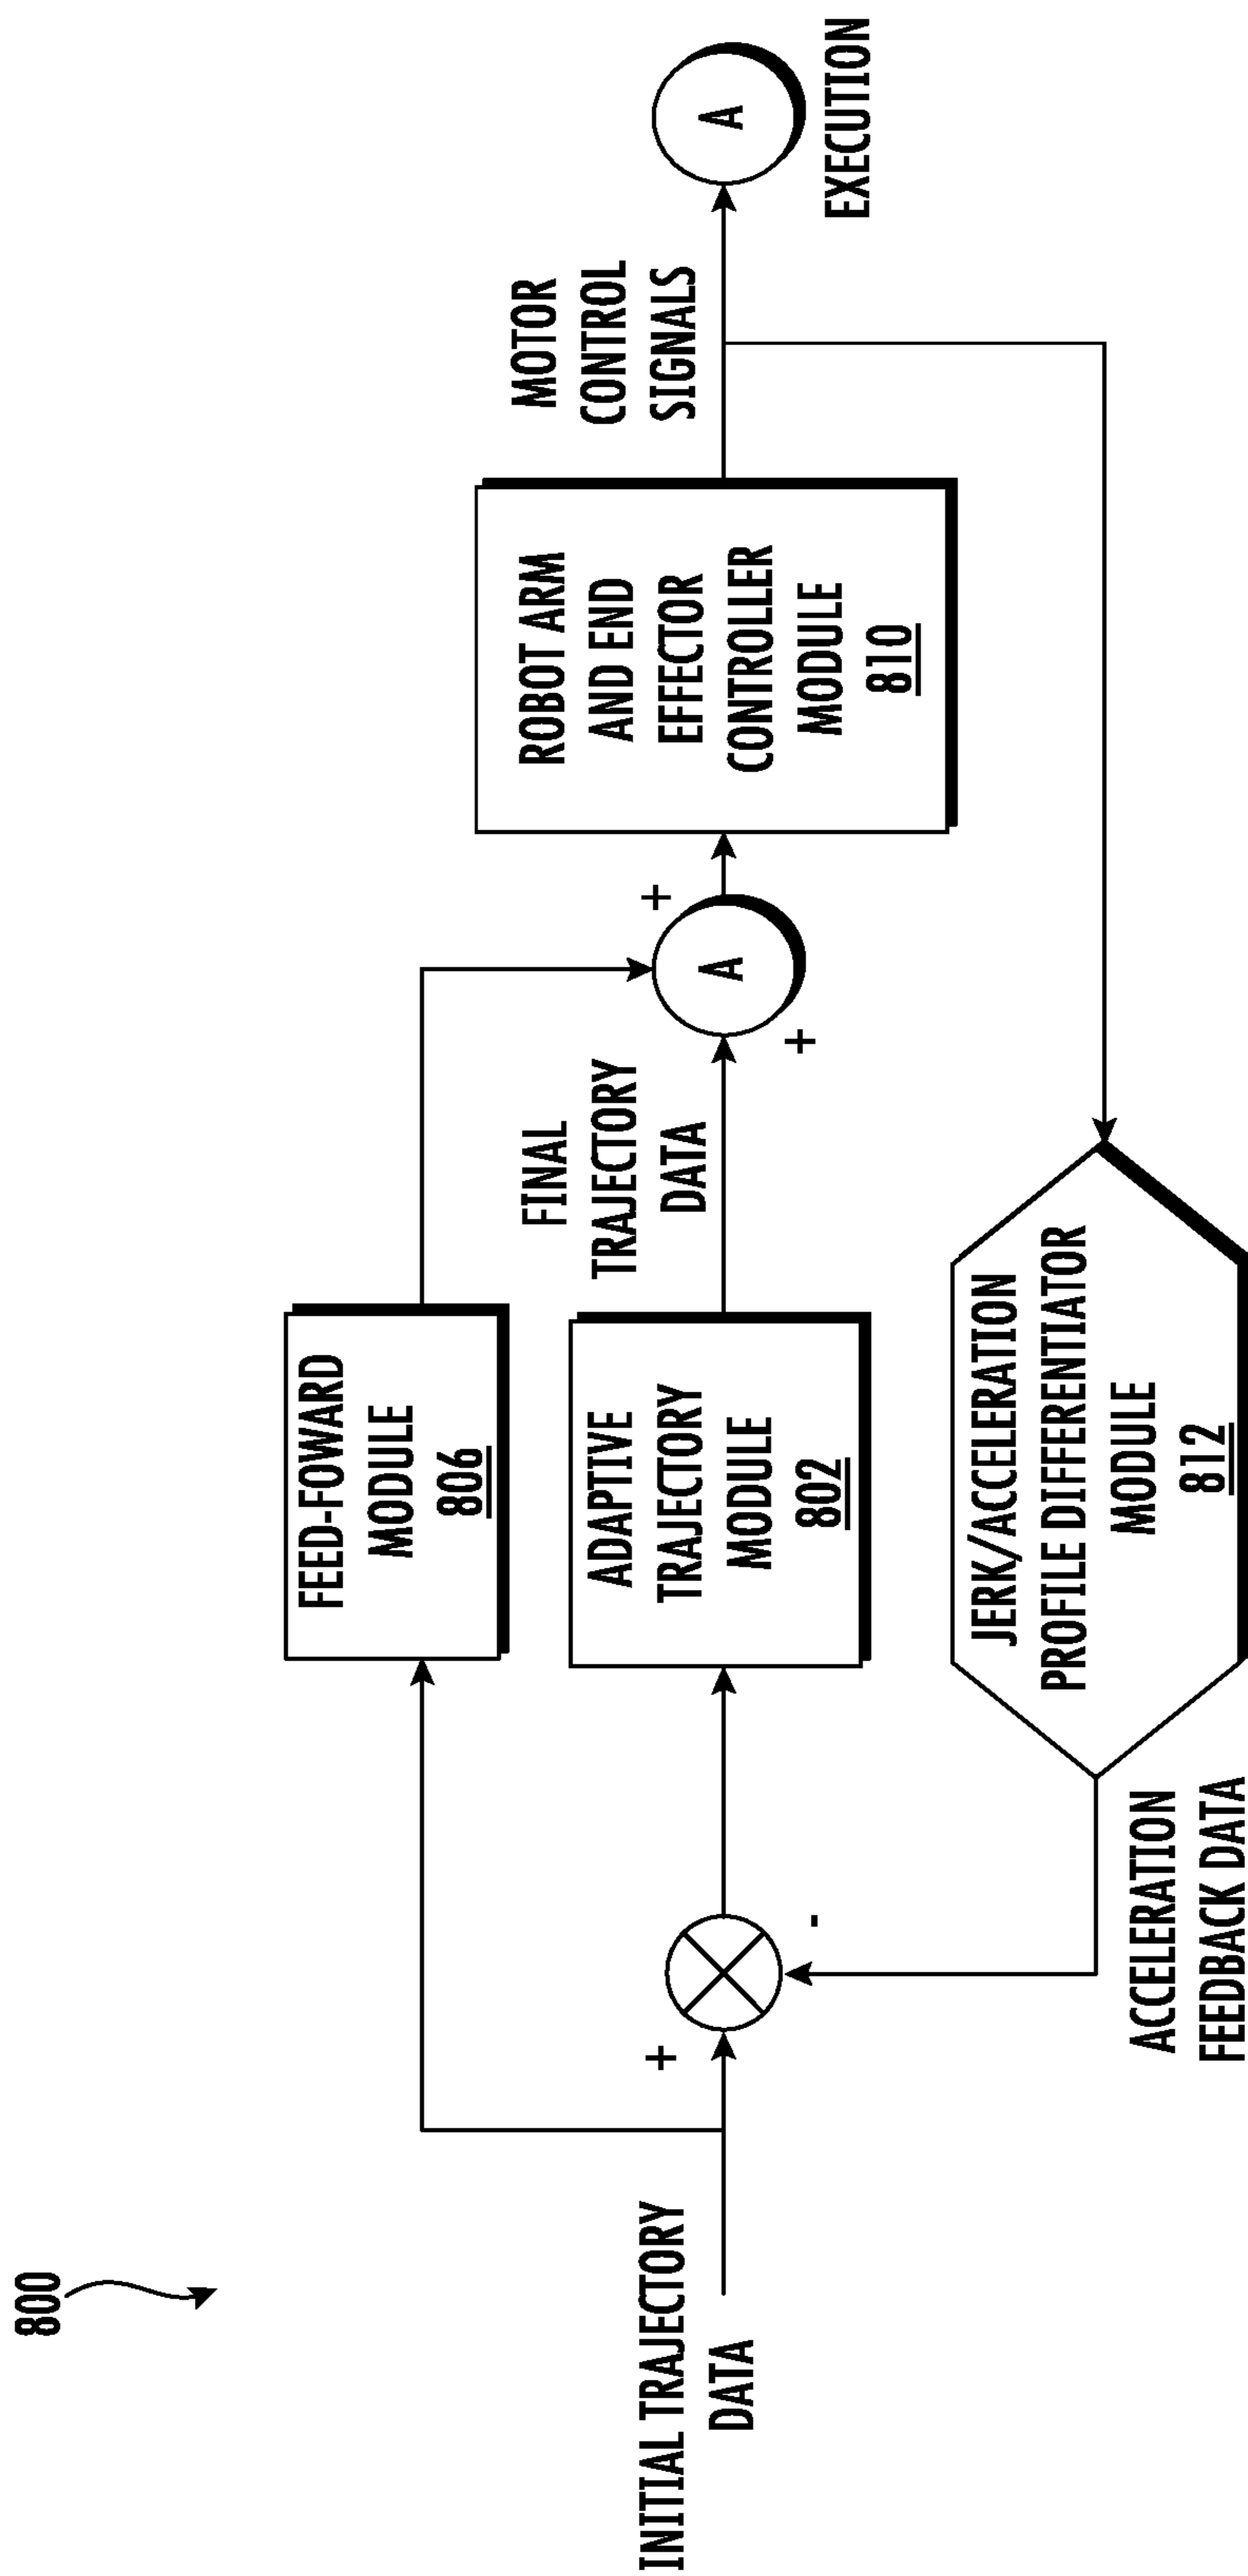 800
INITIAL TRAJECTORY
DATA
+
-
FEED-FOWARD
MODULE
806
ADAPTIVE
TRAJECTORY
MODULE
802
JERK/ACCELERATION
PROFILE DIFFERENTIATOR
MODULE
812
ACCELERATION
FEEDBACK DATA
FINAL
TRAJECTORY
DATA
+
A
+
ROBOT ARM
AND END
EFFECTOR
CONTROLLER
MODULE
810
MOTOR
CONTROL
SIGNALS
A
EXECUTION